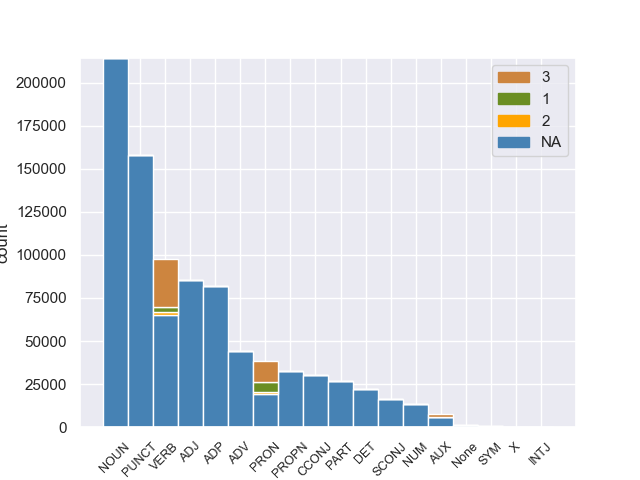 200000
175000
150000
125000
100000
75000
50000
25000
0
count
3
1
2
NA
NOUN
PUNCT
VERB
ADJ
ADP
ADV
PRON
PROPN
CCONJ
PART
DET
SCONJ
NUM
AUX
None
SYM
X
INTJ